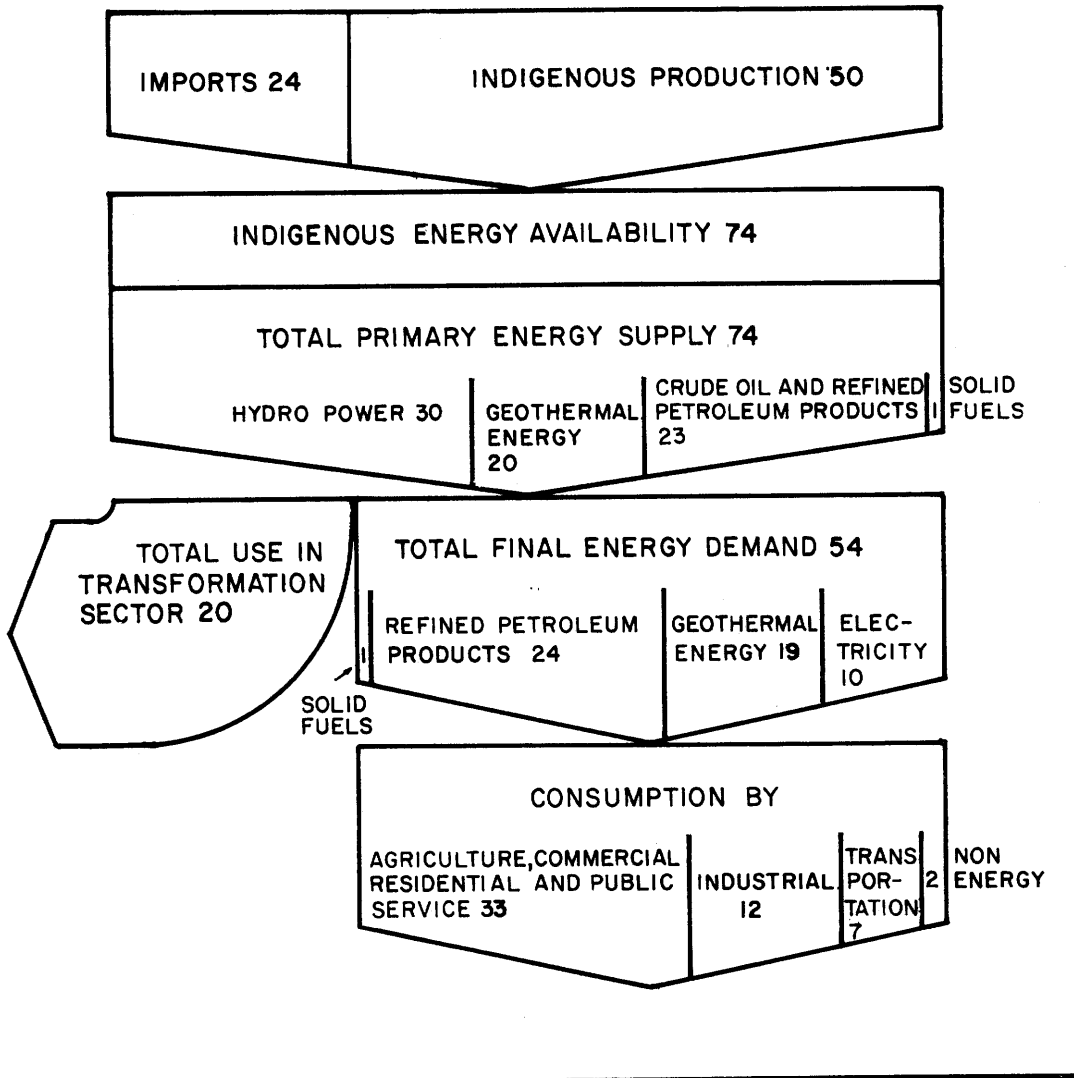 IMPORTS 24
INDIGENOUS PRODUCTION 50
INDIGENOUS ENERGY AVAILABILITY 74
TOTAL PRIMARY ENERGY SUPPLY 74
HYDRO POWER 30
GEOTHERMAL
ENERGY
20
CRUDE OIL AND REFINED
PETROLEUM PRODUCTS
23
1
SOLID
FUELS
TOTAL USE IN
TRANSFORMATION
SECTOR 20
TOTAL FINAL ENERGY DEMAND 54
1
SOLID
FUELS
REFINED PETROLEUM
PRODUCTS 24
GEOTHERMAL
ENERGY 19
ELEC-
TRICITY
10
CONSUMPTION BY
AGRICULTURE, COMMERCIAL
RESIDENTIAL AND PUBLIC
SERVICE 33
INDUSTRIAL
12
TRANS
POR-
TATION
7
2
NON
ENERGY